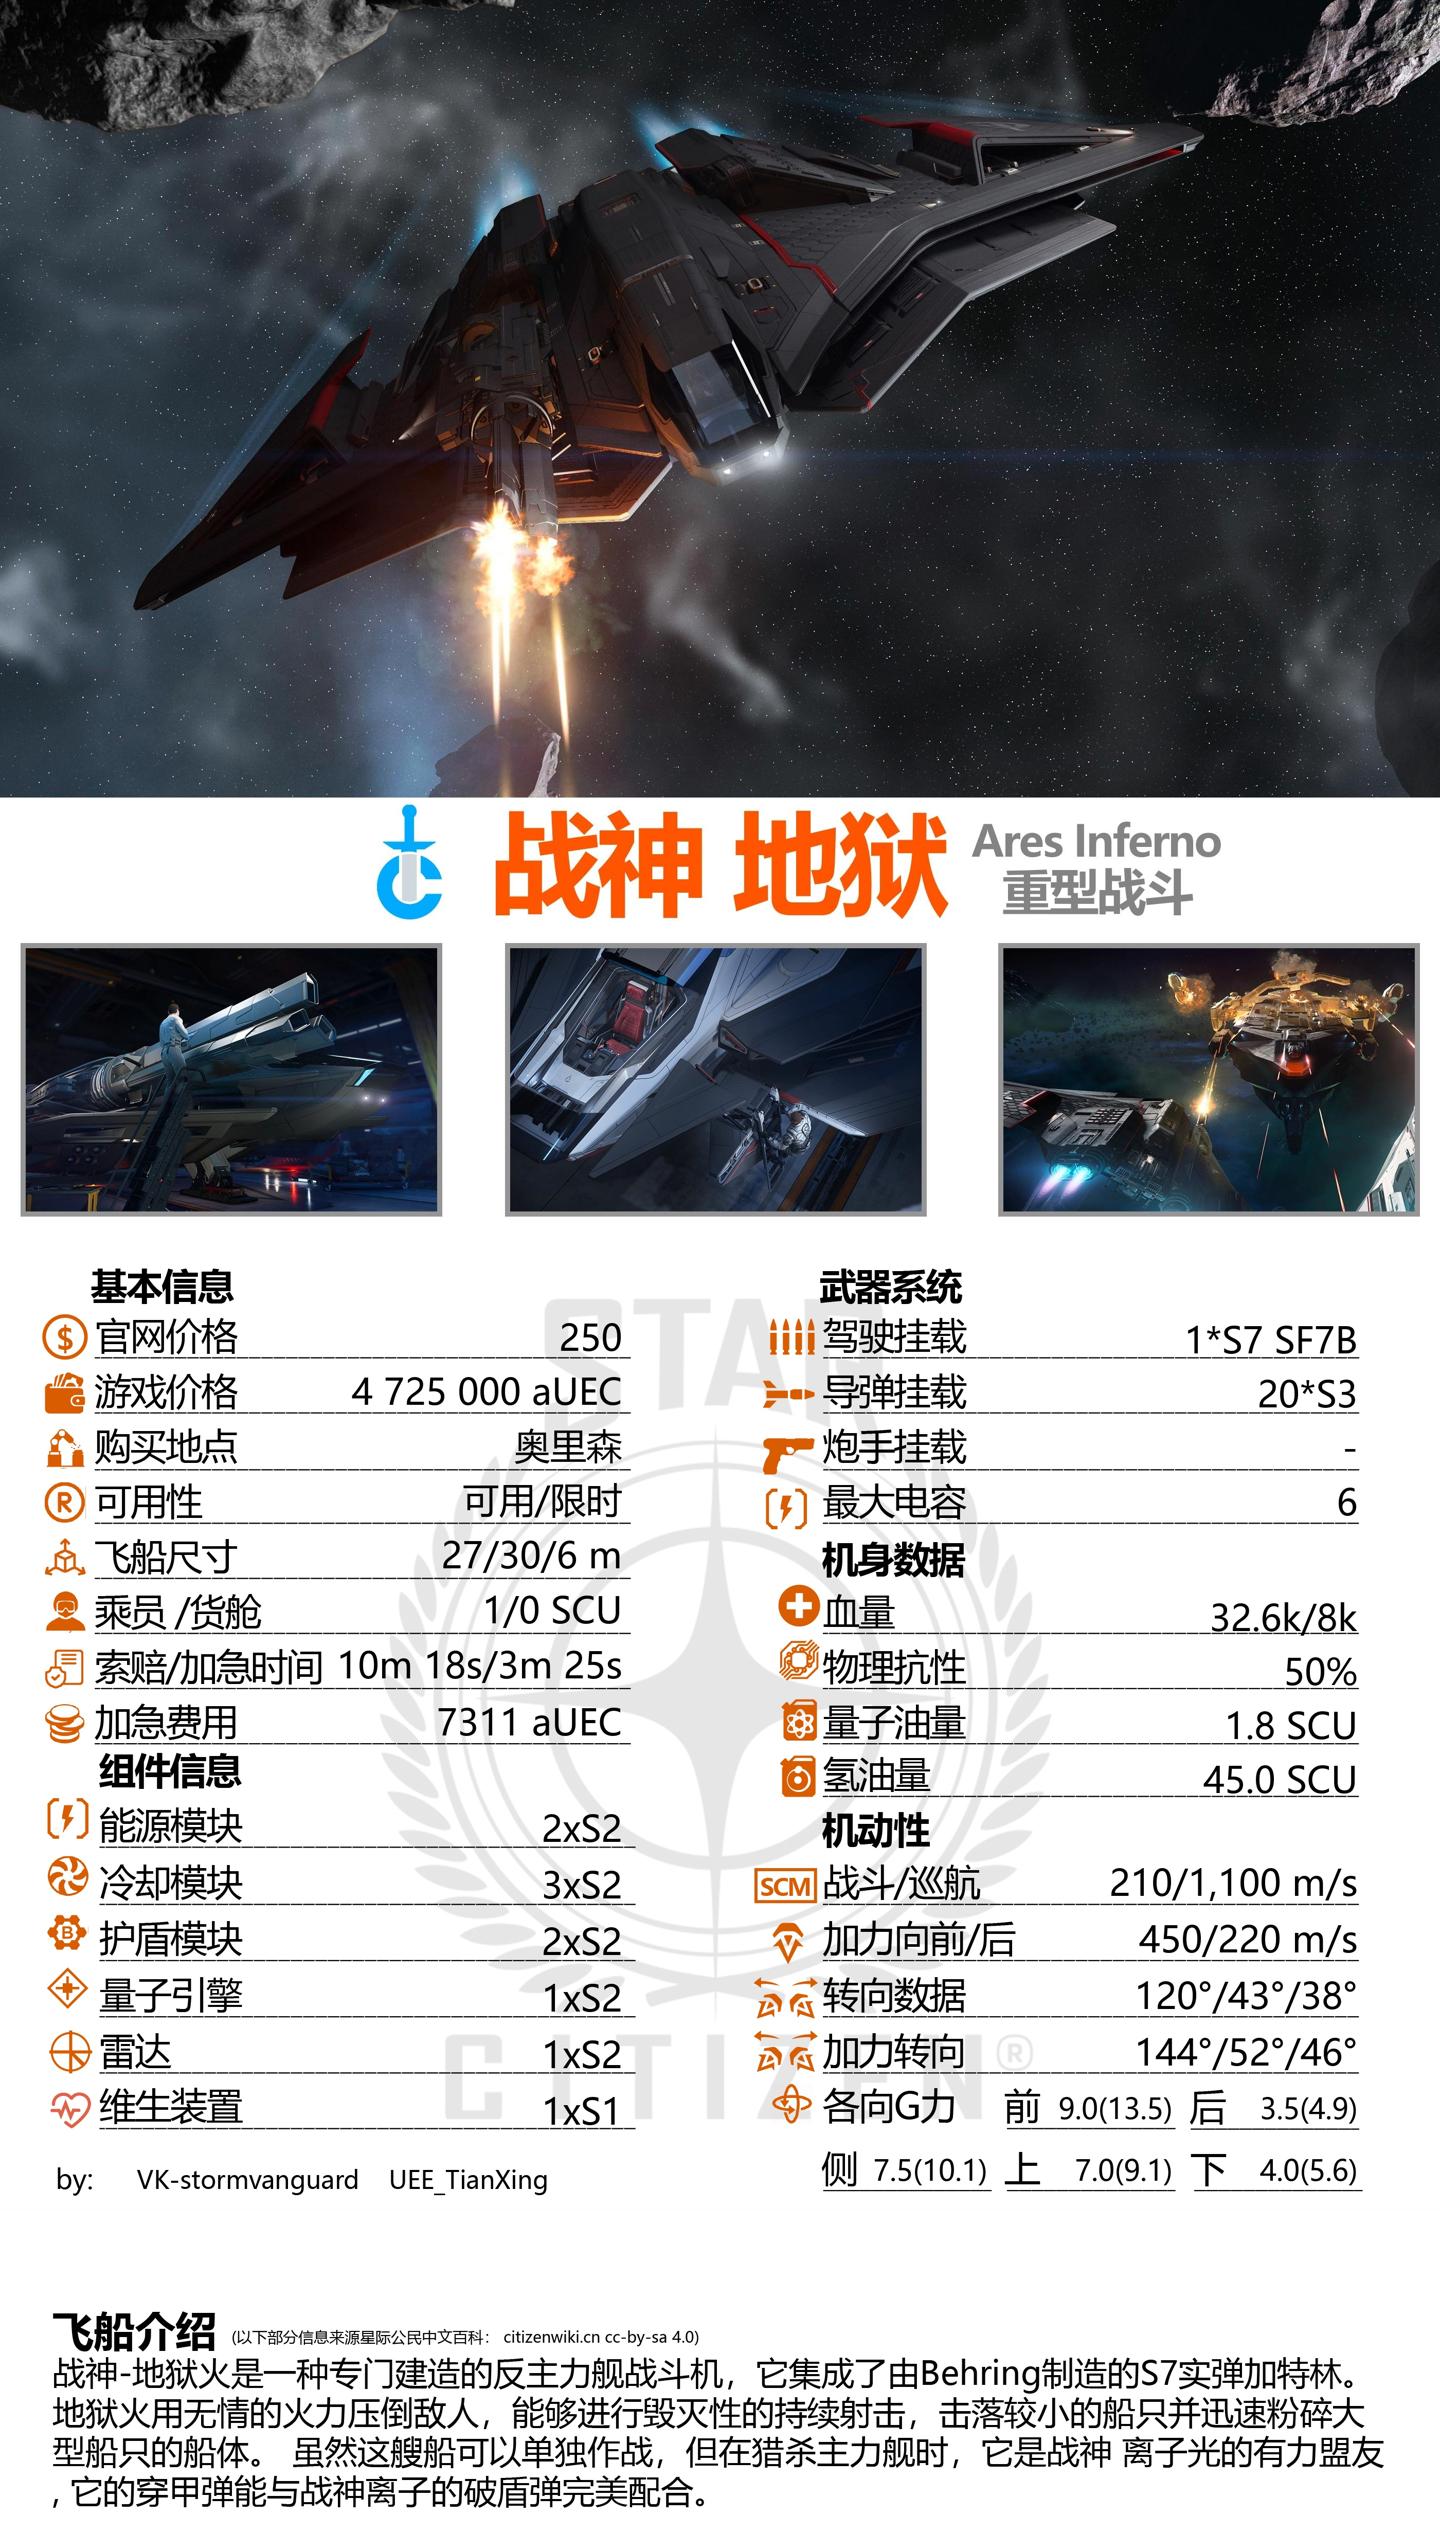 战神 地狱
Ares Inferno
重型战斗
STAR
CITIZEN®
基本信息
官网价格 250
游戏价格 4 725 000 aUEC
购买地点 奥里森
可用性 可用/限时
飞船尺寸 27/30/6 m
乘员 /货舱 1/0 SCU
索赔/加急时间 10m 18s/3m 25s
加急费用 7311 aUEC
组件信息
能源模块 2xS2
冷却模块 3xS2
护盾模块 2xS2
量子引擎 1xS2
雷达 1xS2
维生装置 1xS1
by: VK-stormvanguard UEE_TianXing
武器系统
驾驶挂载 1*S7 SF7B
导弹挂载 20*S3
炮手挂载 -
最大电容 6
机身数据
血量 32.6k/8k
物理抗性 50%
量子油量 1.8 SCU
氢油量 45.0 SCU
机动性
SCM 战斗/巡航 210/1,100 m/s
加力向前/后 450/220 m/s
转向数据 120°/43°/38°
加力转向 144°/52°/46°
各向G力 前 9.0(13.5) 后 3.5(4.9)
侧 7.5(10.1) 上 7.0(9.1) 下 4.0(5.6)
飞船介绍 (以下部分信息来源星际公民中文百科： citizenwiki.cn cc-by-sa 4.0)
战神-地狱火是一种专门建造的反主力舰战斗机，它集成了由Behring制造的S7实弹加特林。
地狱火用无情的火力压倒敌人，能够进行毁灭性的持续射击，击落较小的船只并迅速粉碎大
型船只的船体。 虽然这艘船可以单独作战，但在猎杀主力舰时，它是战神 离子光的有力盟友
, 它的穿甲弹能与战神离子的破盾弹完美配合。